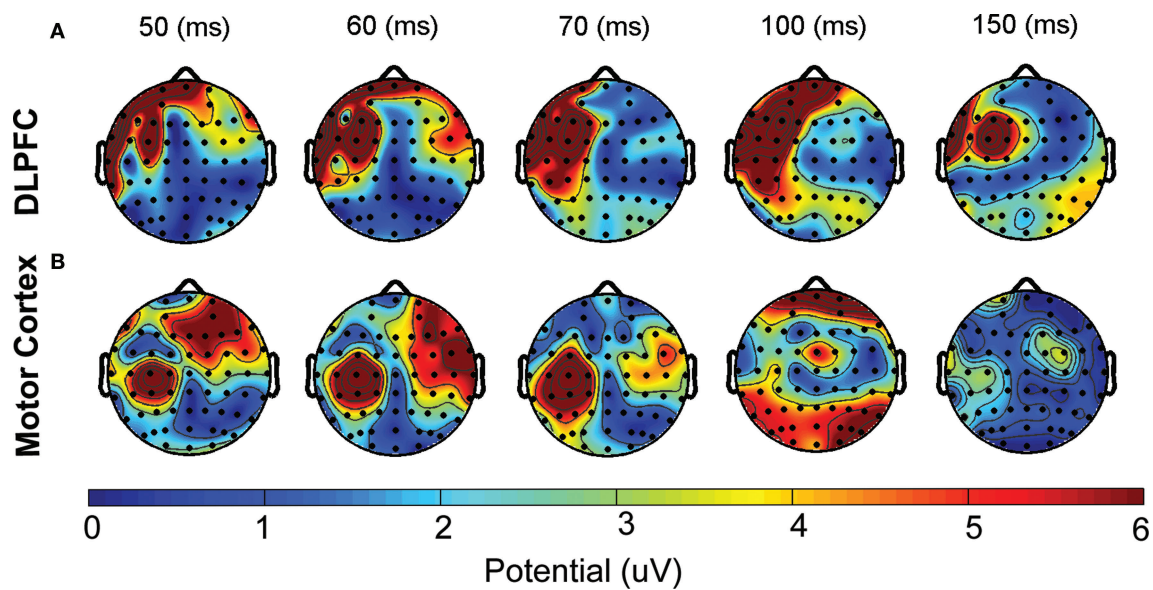 A
50 (ms) 60 (ms) 70 (ms) 100 (ms) 150 (ms)
DLPFC
B
Motor Cortex
0 1 2 3 4 5 6
Potential (uV)